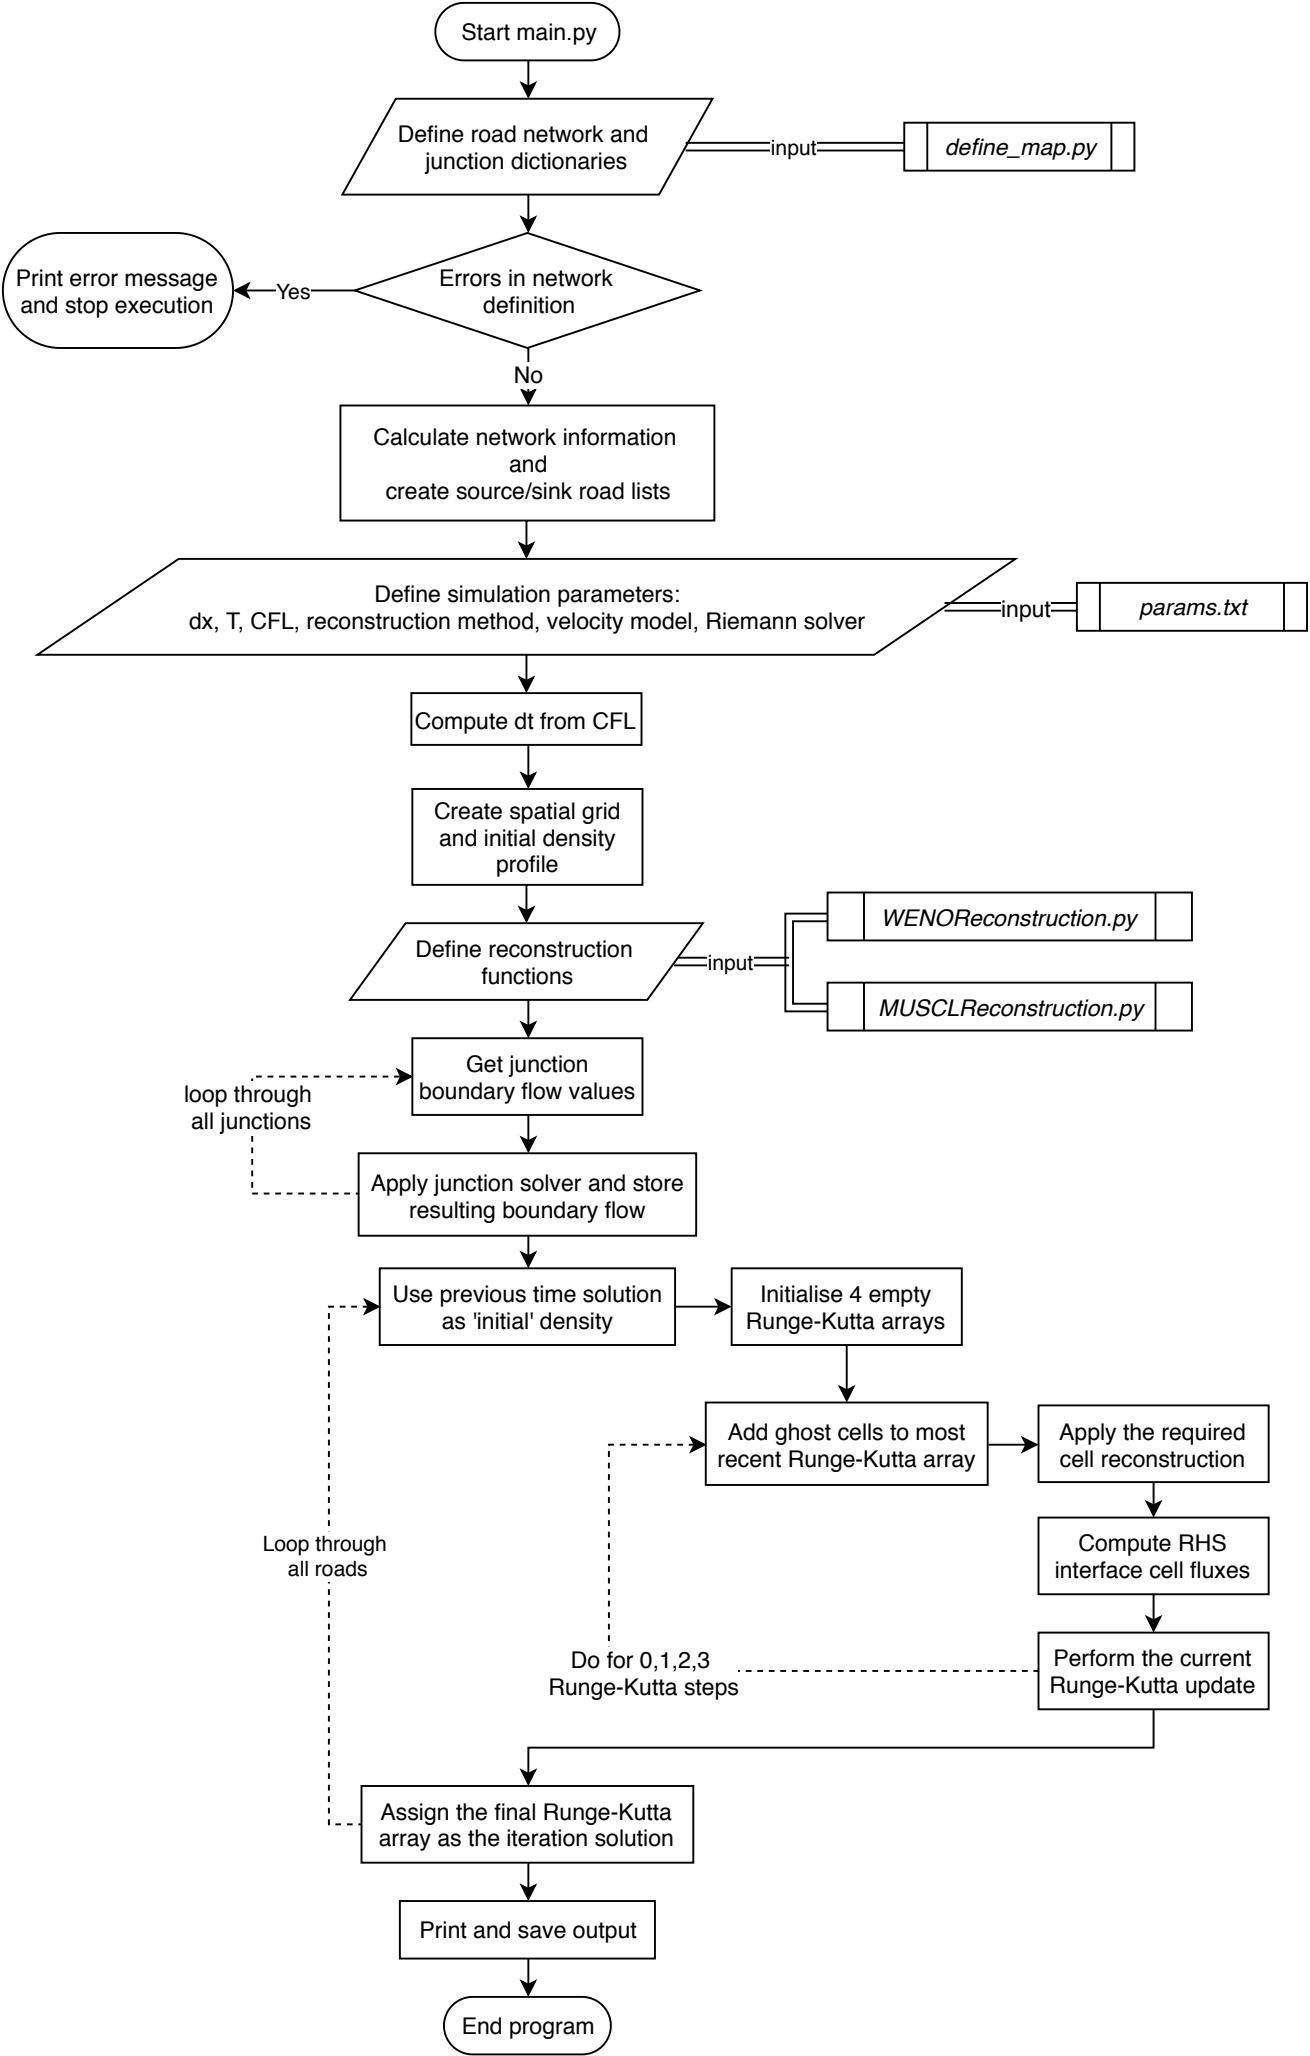 Start main.py
Define road network and
junction dictionaries
input
define_map.py
Errors in network
definition
Yes
Print error message
and stop execution
No
Calculate network information
and
create source/sink road lists
Define simulation parameters:
dx, T, CFL, reconstruction method, velocity model, Riemann solver
input
params.txt
Compute dt from CFL
Create spatial grid
and initial density
profile
Define reconstruction
functions
input
WENOReconstruction.py
MUSCLReconstruction.py
Get junction
boundary flow values
loop through
all junctions
Apply junction solver and store
resulting boundary flow
Use previous time solution
as 'initial' density
Initialise 4 empty
Runge-Kutta arrays
Add ghost cells to most
recent Runge-Kutta array
Apply the required
cell reconstruction
Compute RHS
interface cell fluxes
Loop through
all roads
Perform the current
Runge-Kutta update
Do for 0,1,2,3
Runge-Kutta steps
Assign the final Runge-Kutta
array as the iteration solution
Print and save output
End program